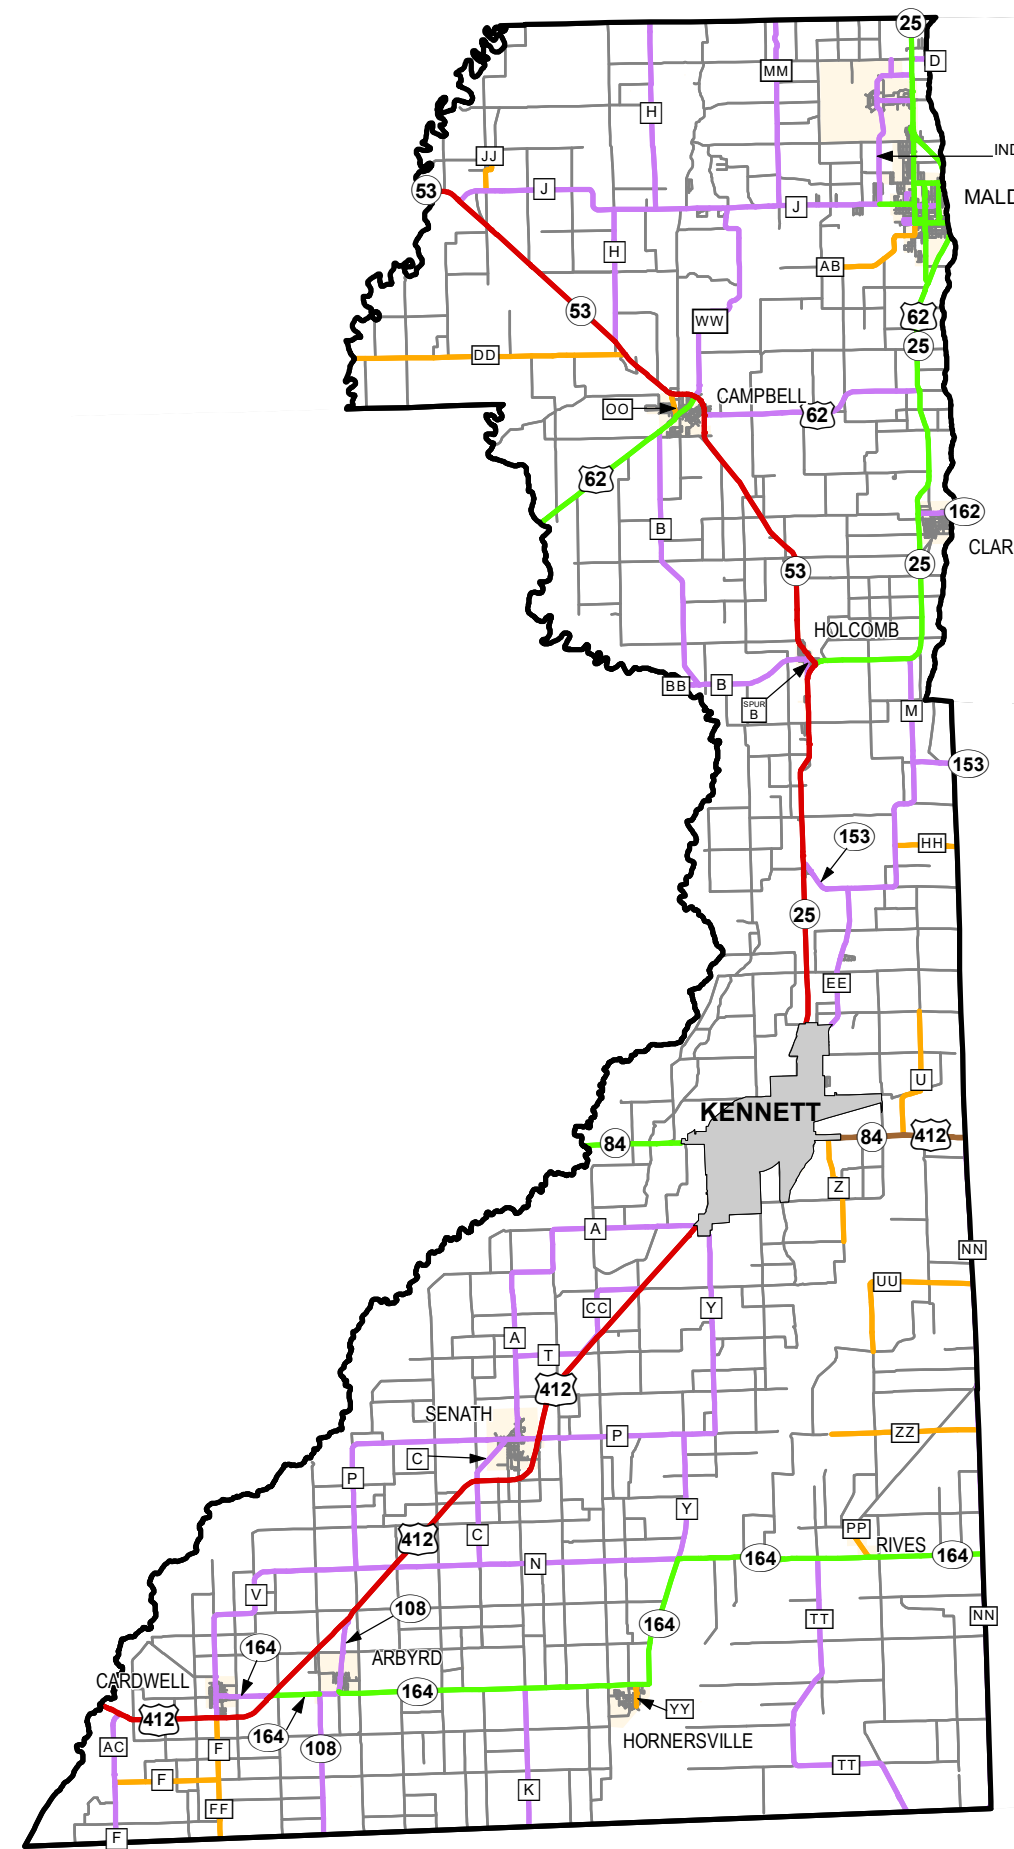 25
D
MM
H
IND
JJ
53
J
J
MALD
H
AB
53
WW
62
25
DD
CAMPBELL
OO
62
62
162
B
CLAR
53
25
HOLCOMB
BB
B
SPUR
B
M
153
153
HH
25
EE
U
KENNETT
84
84
412
Z
A
NN
UU
CC
Y
A
T
412
SENATH
P
ZZ
C
P
Y
412
C
PP
RIVES
N
164
164
V
108
TT
NN
164
164
ARBYRD
CARDWELL
164
YY
412
164
108
HORNERSVILLE
AC
F
TT
F
K
FF
F